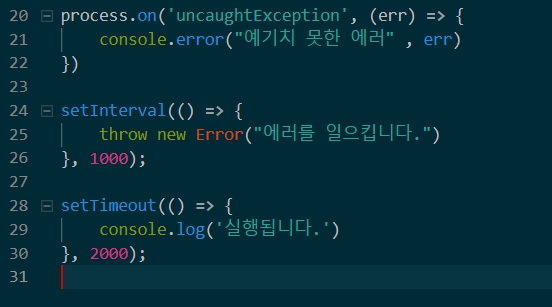 20 process.on('uncaughtException', (err) => {
21     console.error("예기치 못한 에러" , err)
22 })
23
24 setInterval(() => {
25     throw new Error("에러를 일으킵니다.")
26 }, 1000);
27
28 setTimeout(() => {
29     console.log('실행됩니다.')
30 }, 2000);
31